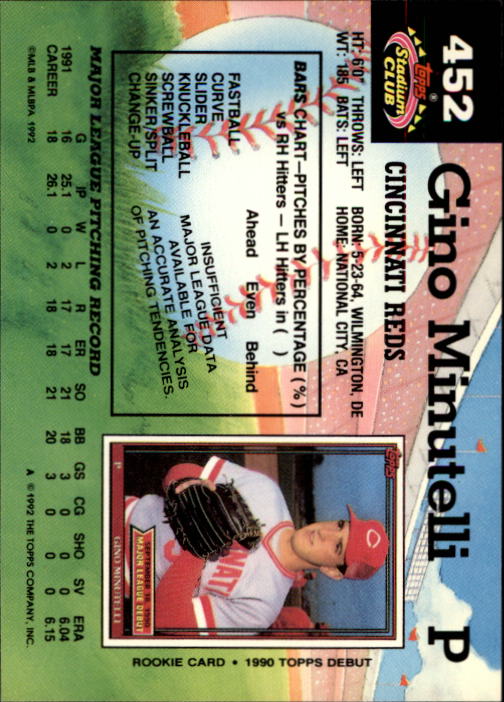 452
topps®
Stadium
CLUB
Gino Minutelli P
CINCINNATI REDS
HT: 6'0" THROWS: LEFT BORN: 5-23-64, WILMINGTON, DE
WT: 185 BATS: LEFT HOME: NATIONAL CITY, CA
BARS CHART—PITCHES BY PERCENTAGE (%)
vs RH Hitters — LH Hitters in ( )
Ahead Even Behind
FASTBALL
CURVE
SLIDER
KNUCKLEBALL
SCREWBALL
SINKER/SPLIT
CHANGE-UP
INSUFFICIENT
MAJOR LEAGUE DATA
AVAILABLE FOR
AN ACCURATE ANALYSIS
OF PITCHING TENDENCIES.
topps
SEPTEMBER 18, 1990
MAJOR LEAGUE DEBUT
P GINO MINUTELLI
ROOKIE CARD • 1990 TOPPS DEBUT
MAJOR LEAGUE PITCHING RECORD
G IP W L R ER SO BB GS CG SHO SV ERA
1991 16 25.1 0 2 17 17 21 18 3 0 0 0 6.04
CAREER 18 26.1 0 2 18 18 21 20 3 0 0 0 6.15
©MLB & MLBPA 1992
A ©1992 THE TOPPS COMPANY, INC.